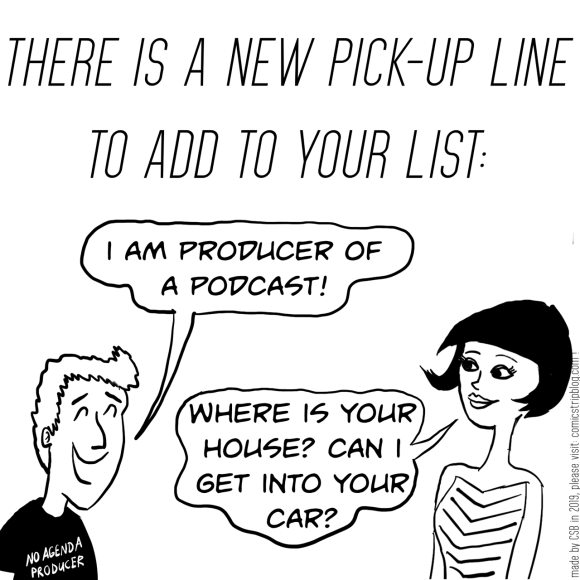 THERE IS A NEW PICK-UP LINE
TO ADD TO YOUR LIST:
I AM PRODUCER OF
A PODCAST!
WHERE IS YOUR
HOUSE? CAN I
GET INTO YOUR
CAR?
NO AGENDA
PRODUCER
made by CSB in 2019, please visit: comicstripblog.com !